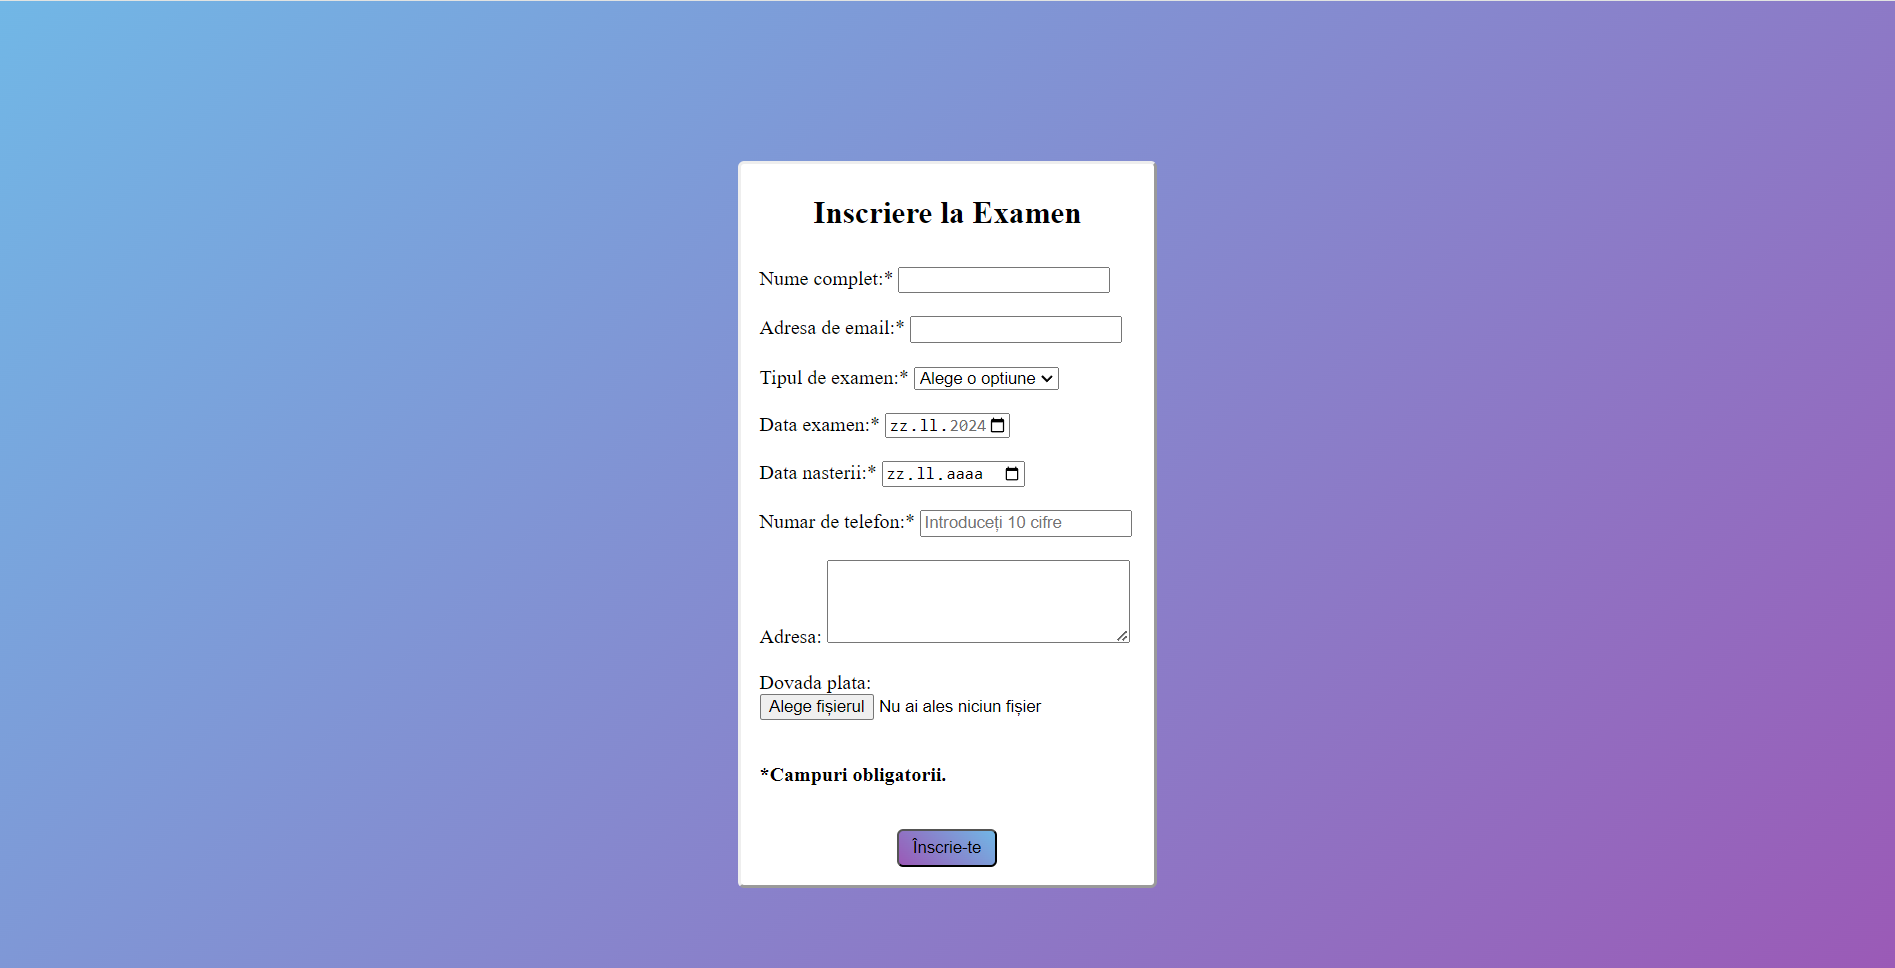 Inscriere la Examen
Nume complet:*
Adresa de email:*
Tipul de examen:* Alege o optiune
Data examen:* zz.ll.2024
Data nasterii:* zz.ll.aaaa
Numar de telefon:* Introduceți 10 cifre
Adresa:
Dovada plata:
Alege fișierul Nu ai ales niciun fișier
*Campuri obligatorii.
Înscrie-te